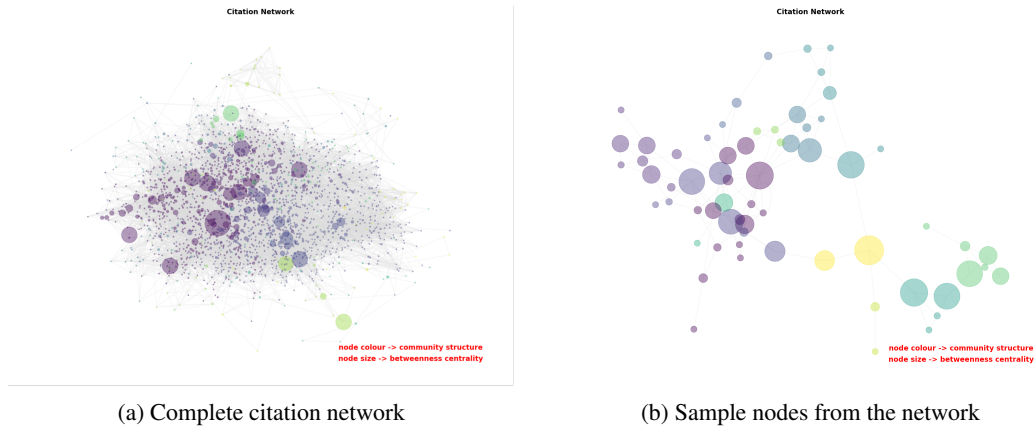 Citation Network
node colour -> community structure
node size -> betweenness centrality
(a) Complete citation network
Citation Network
node colour -> community structure
node size -> betweenness centrality
(b) Sample nodes from the network